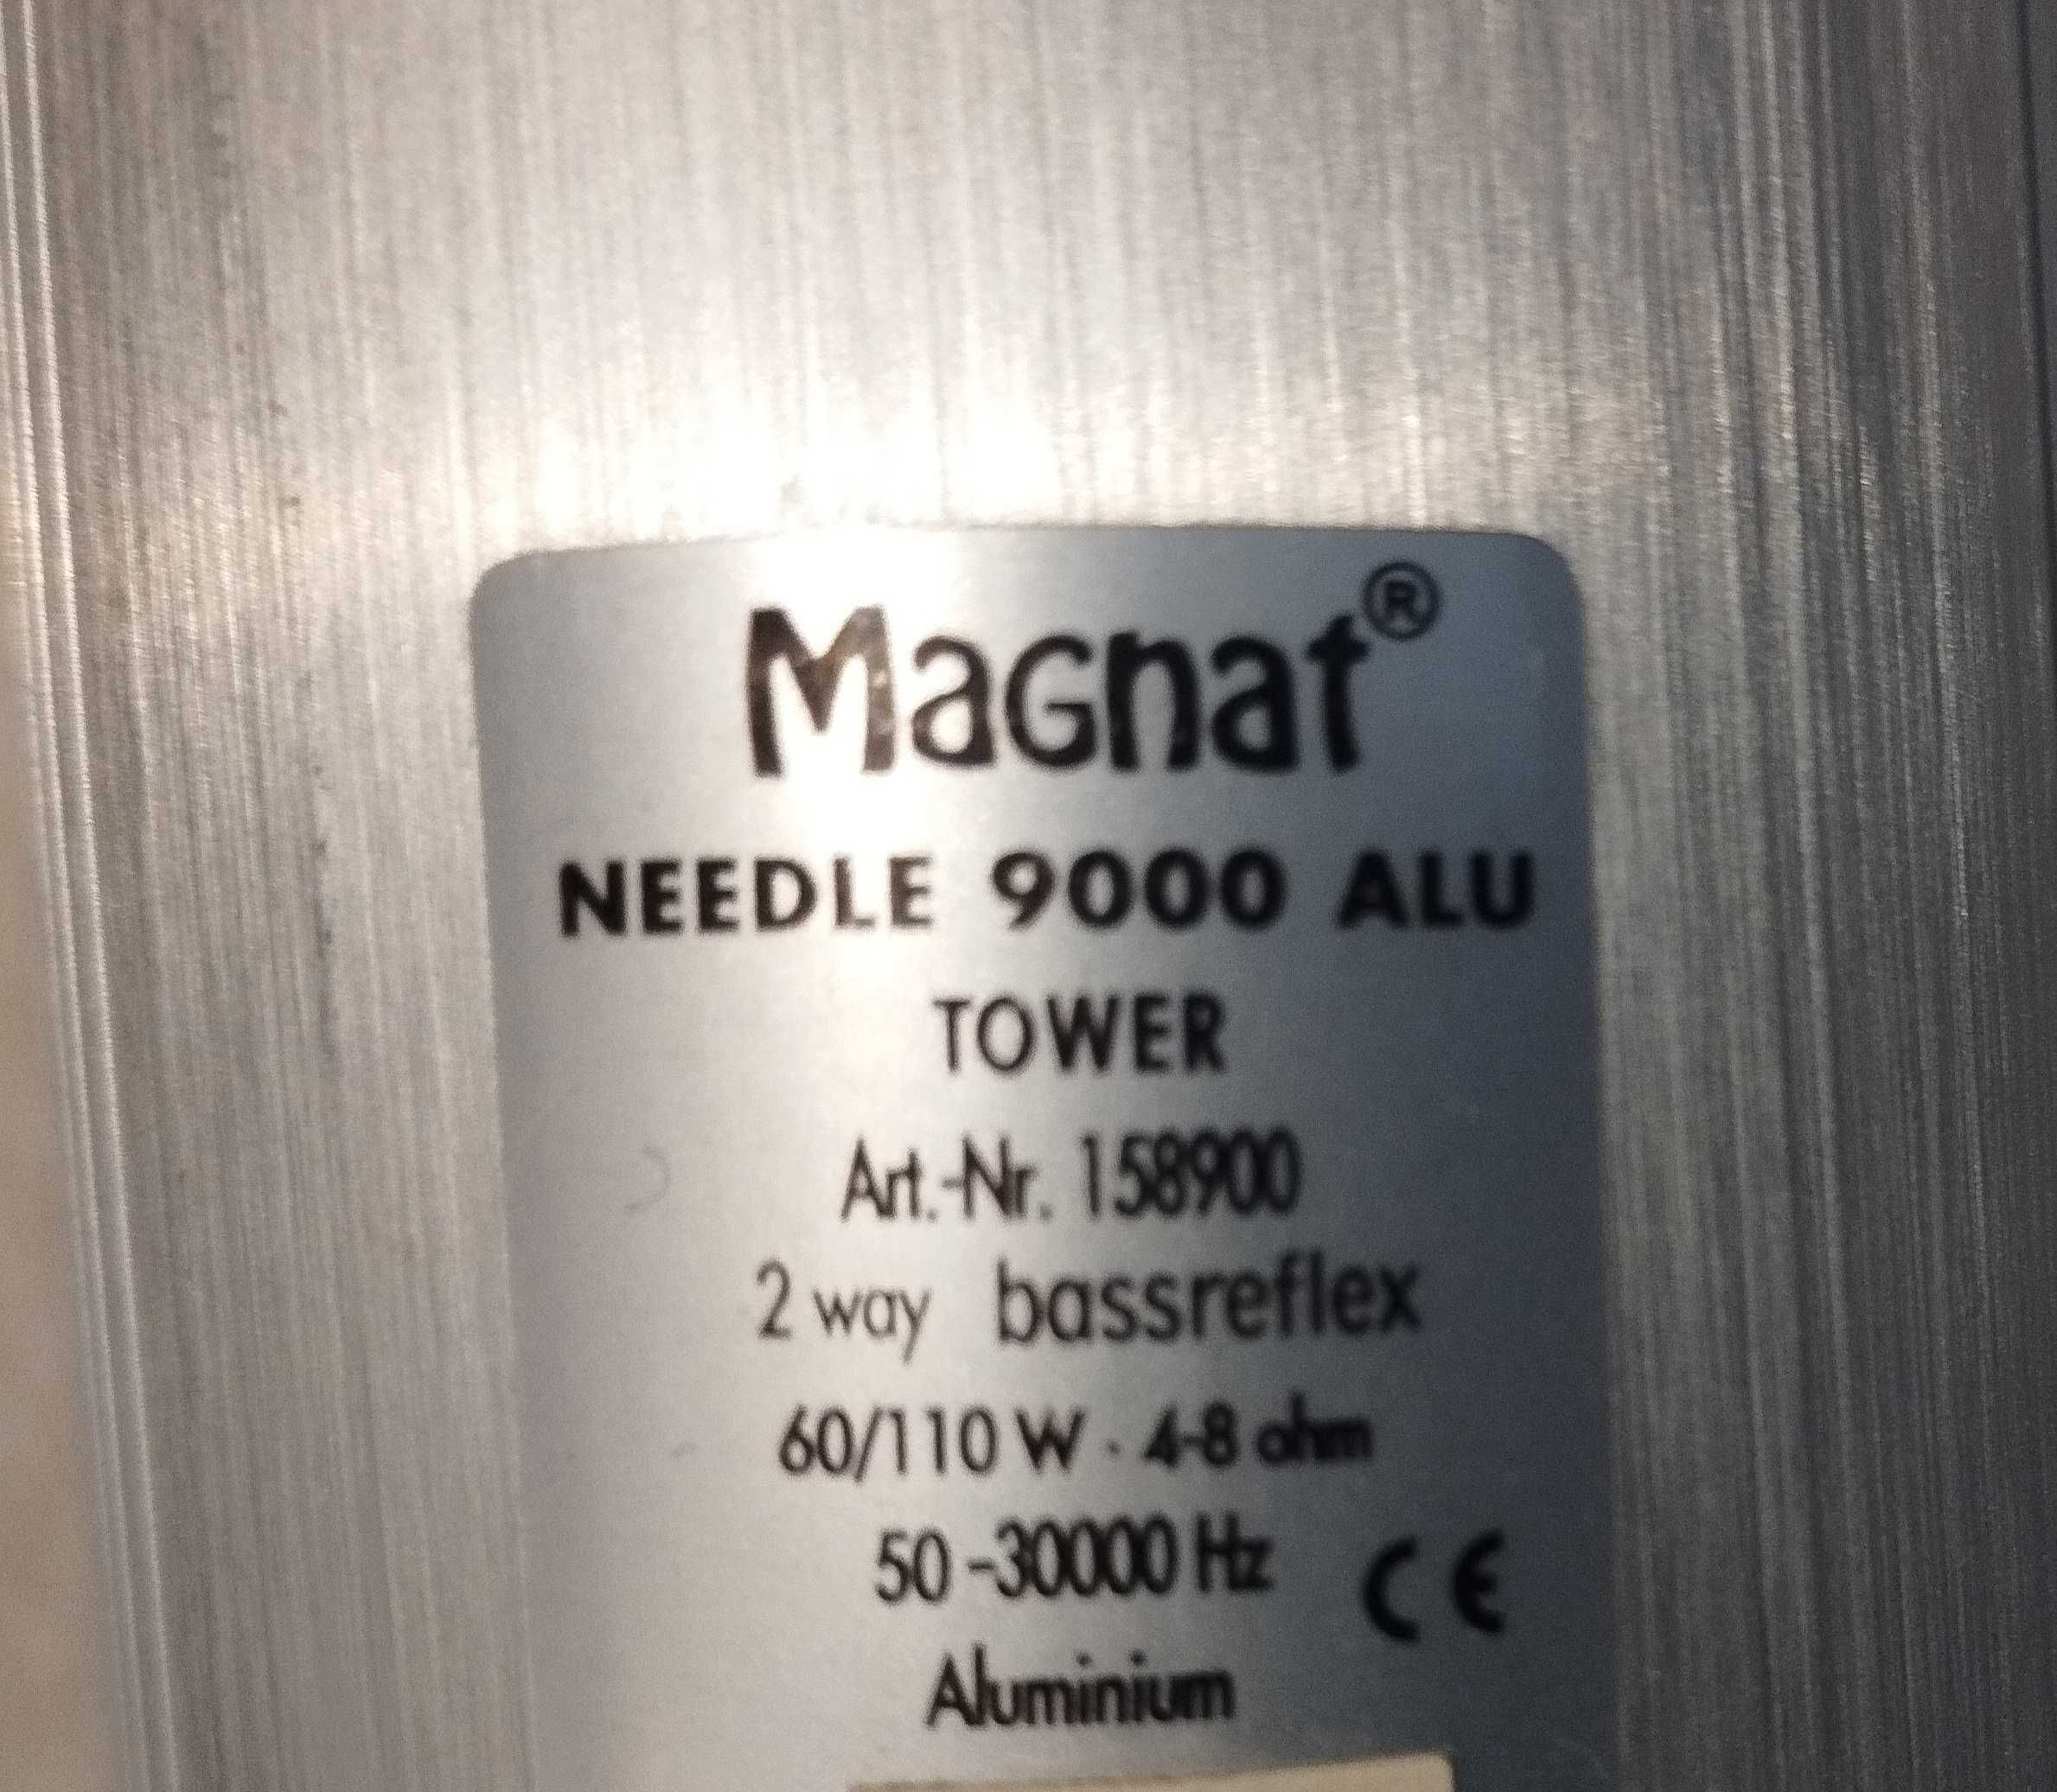 Magnat®
NEEDLE 9000 ALU
TOWER
Art.-Nr. 158900
2 way bassreflex
60/110 W · 4-8 ohm
50-30000 Hz CE
Aluminium